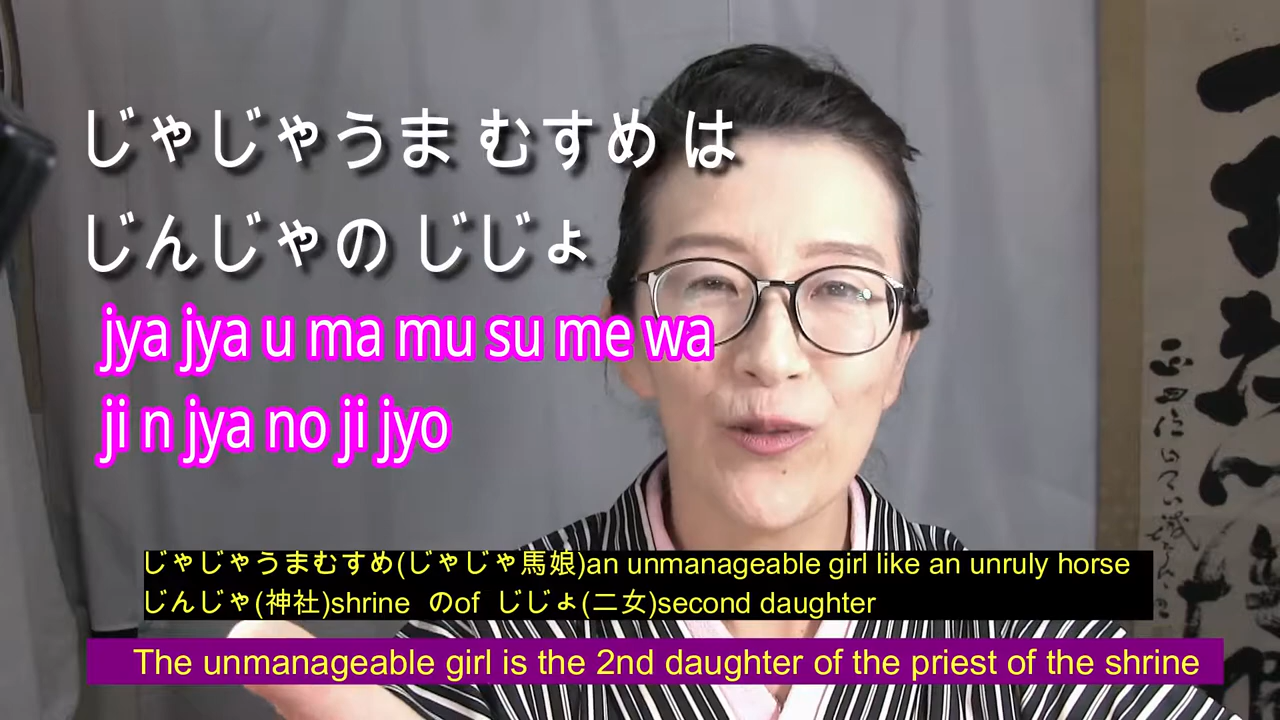 じゃじゃうま むすめ は
じんじゃの じじょ
jya jya u ma mu su me wa
ji n jya no ji jyo
じゃじゃうまむすめ(じゃじゃ馬娘)an unmanageable girl like an unruly horse
じんじゃ(神社)shrine のof じじょ(二女)second daughter
The unmanageable girl is the 2nd daughter of the priest of the shrine